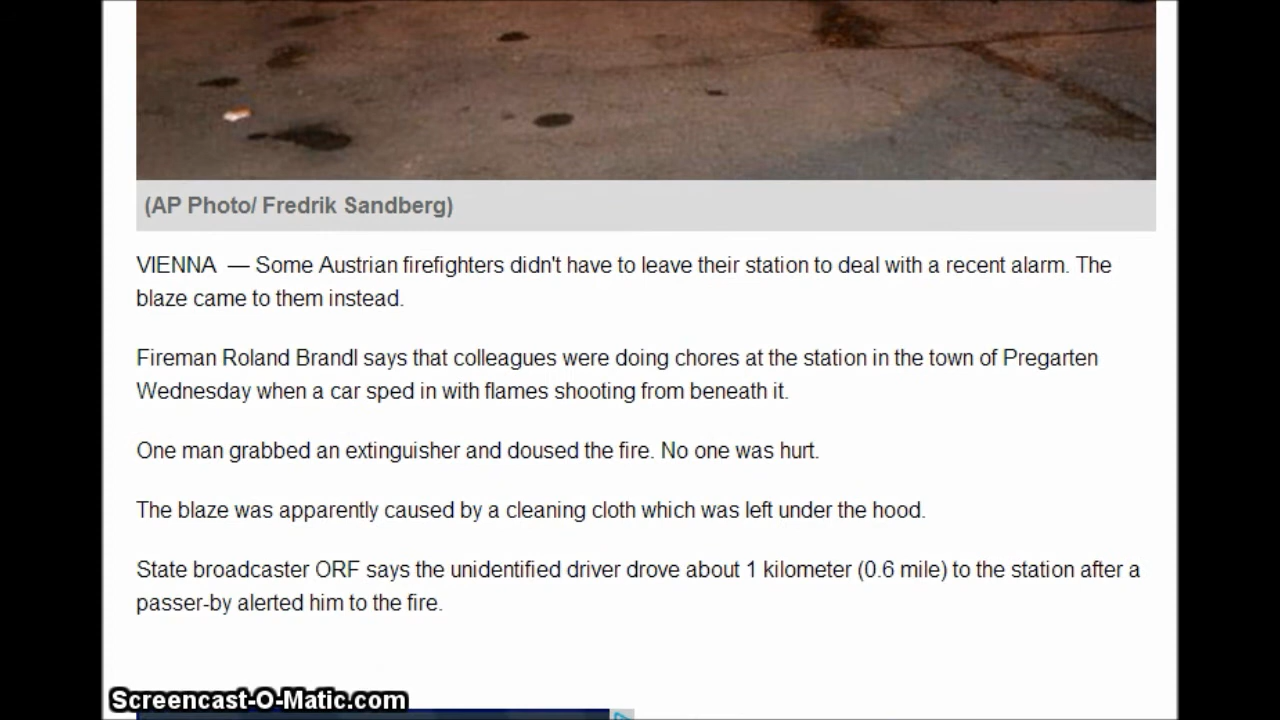 (AP Photo/ Fredrik Sandberg)
VIENNA — Some Austrian firefighters didn't have to leave their station to deal with a recent alarm. The
blaze came to them instead.
Fireman Roland Brandl says that colleagues were doing chores at the station in the town of Pregarten
Wednesday when a car sped in with flames shooting from beneath it.
One man grabbed an extinguisher and doused the fire. No one was hurt.
The blaze was apparently caused by a cleaning cloth which was left under the hood.
State broadcaster ORF says the unidentified driver drove about 1 kilometer (0.6 mile) to the station after a
passer-by alerted him to the fire.
Screencast-O-Matic.com